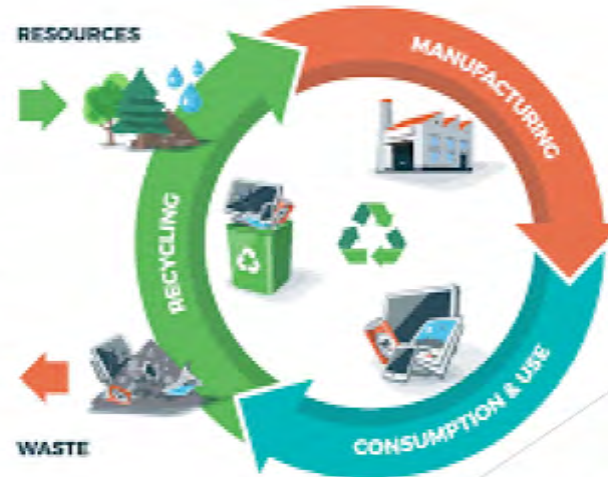 RESOURCES
MANUFACTURING
RECYCLING
CONSUMPTION & USE
WASTE